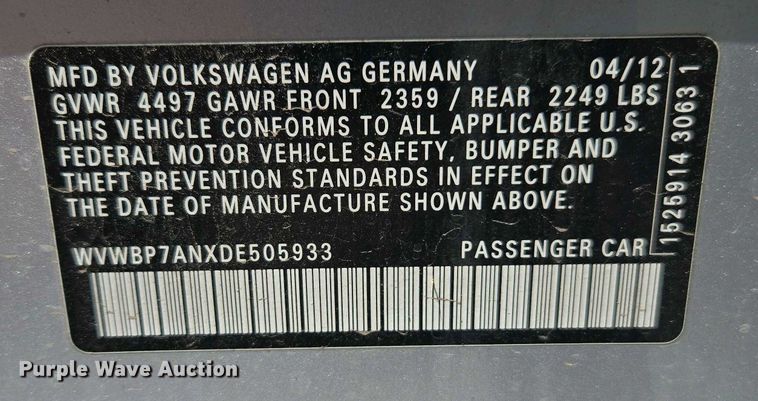 MFD BY VOLKSWAGEN AG GERMANY 04/12
GVWR 4497 GAWR FRONT 2359 / REAR 2249 LBS
THIS VEHICLE CONFORMS TO ALL APPLICABLE U.S.
FEDERAL MOTOR VEHICLE SAFETY, BUMPER AND
THEFT PREVENTION STANDARDS IN EFFECT ON
THE DATE OF MANUFACTURE SHOWN ABOVE.
WVWBP7ANXDE505933 PASSENGER CAR
1525914 3063 1
Purple Wave Auction